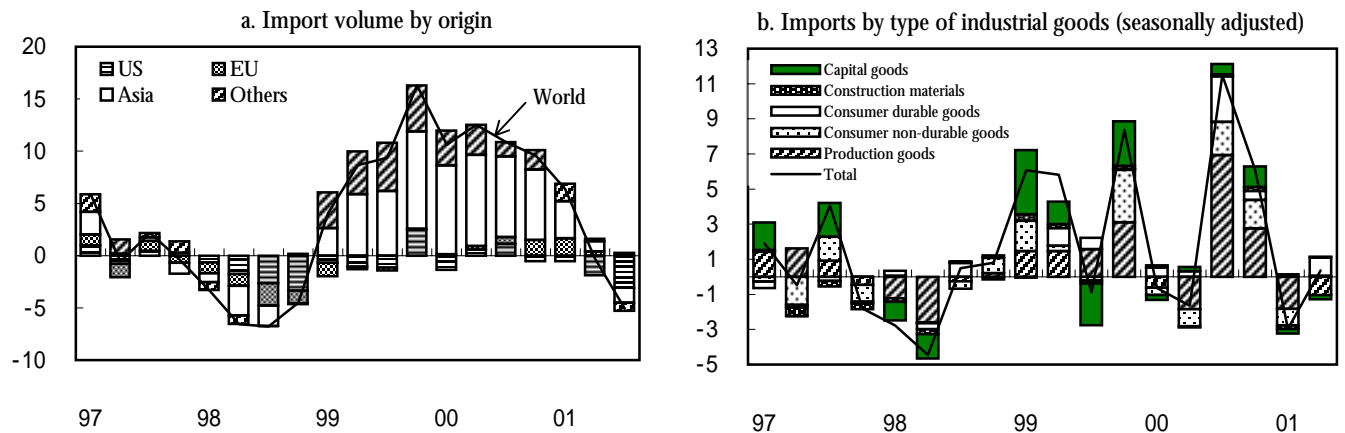 a. Import volume by origin
20
15
10
5
0
-5
-10
US
EU
Asia
Others
World
97
98
99
00
01
b. Imports by type of industrial goods (seasonally adjusted)
13
11
9
7
5
3
1
-1
-3
-5
Capital goods
Construction materials
Consumer durable goods
Consumer non-durable goods
Production goods
Total
97
98
99
00
01